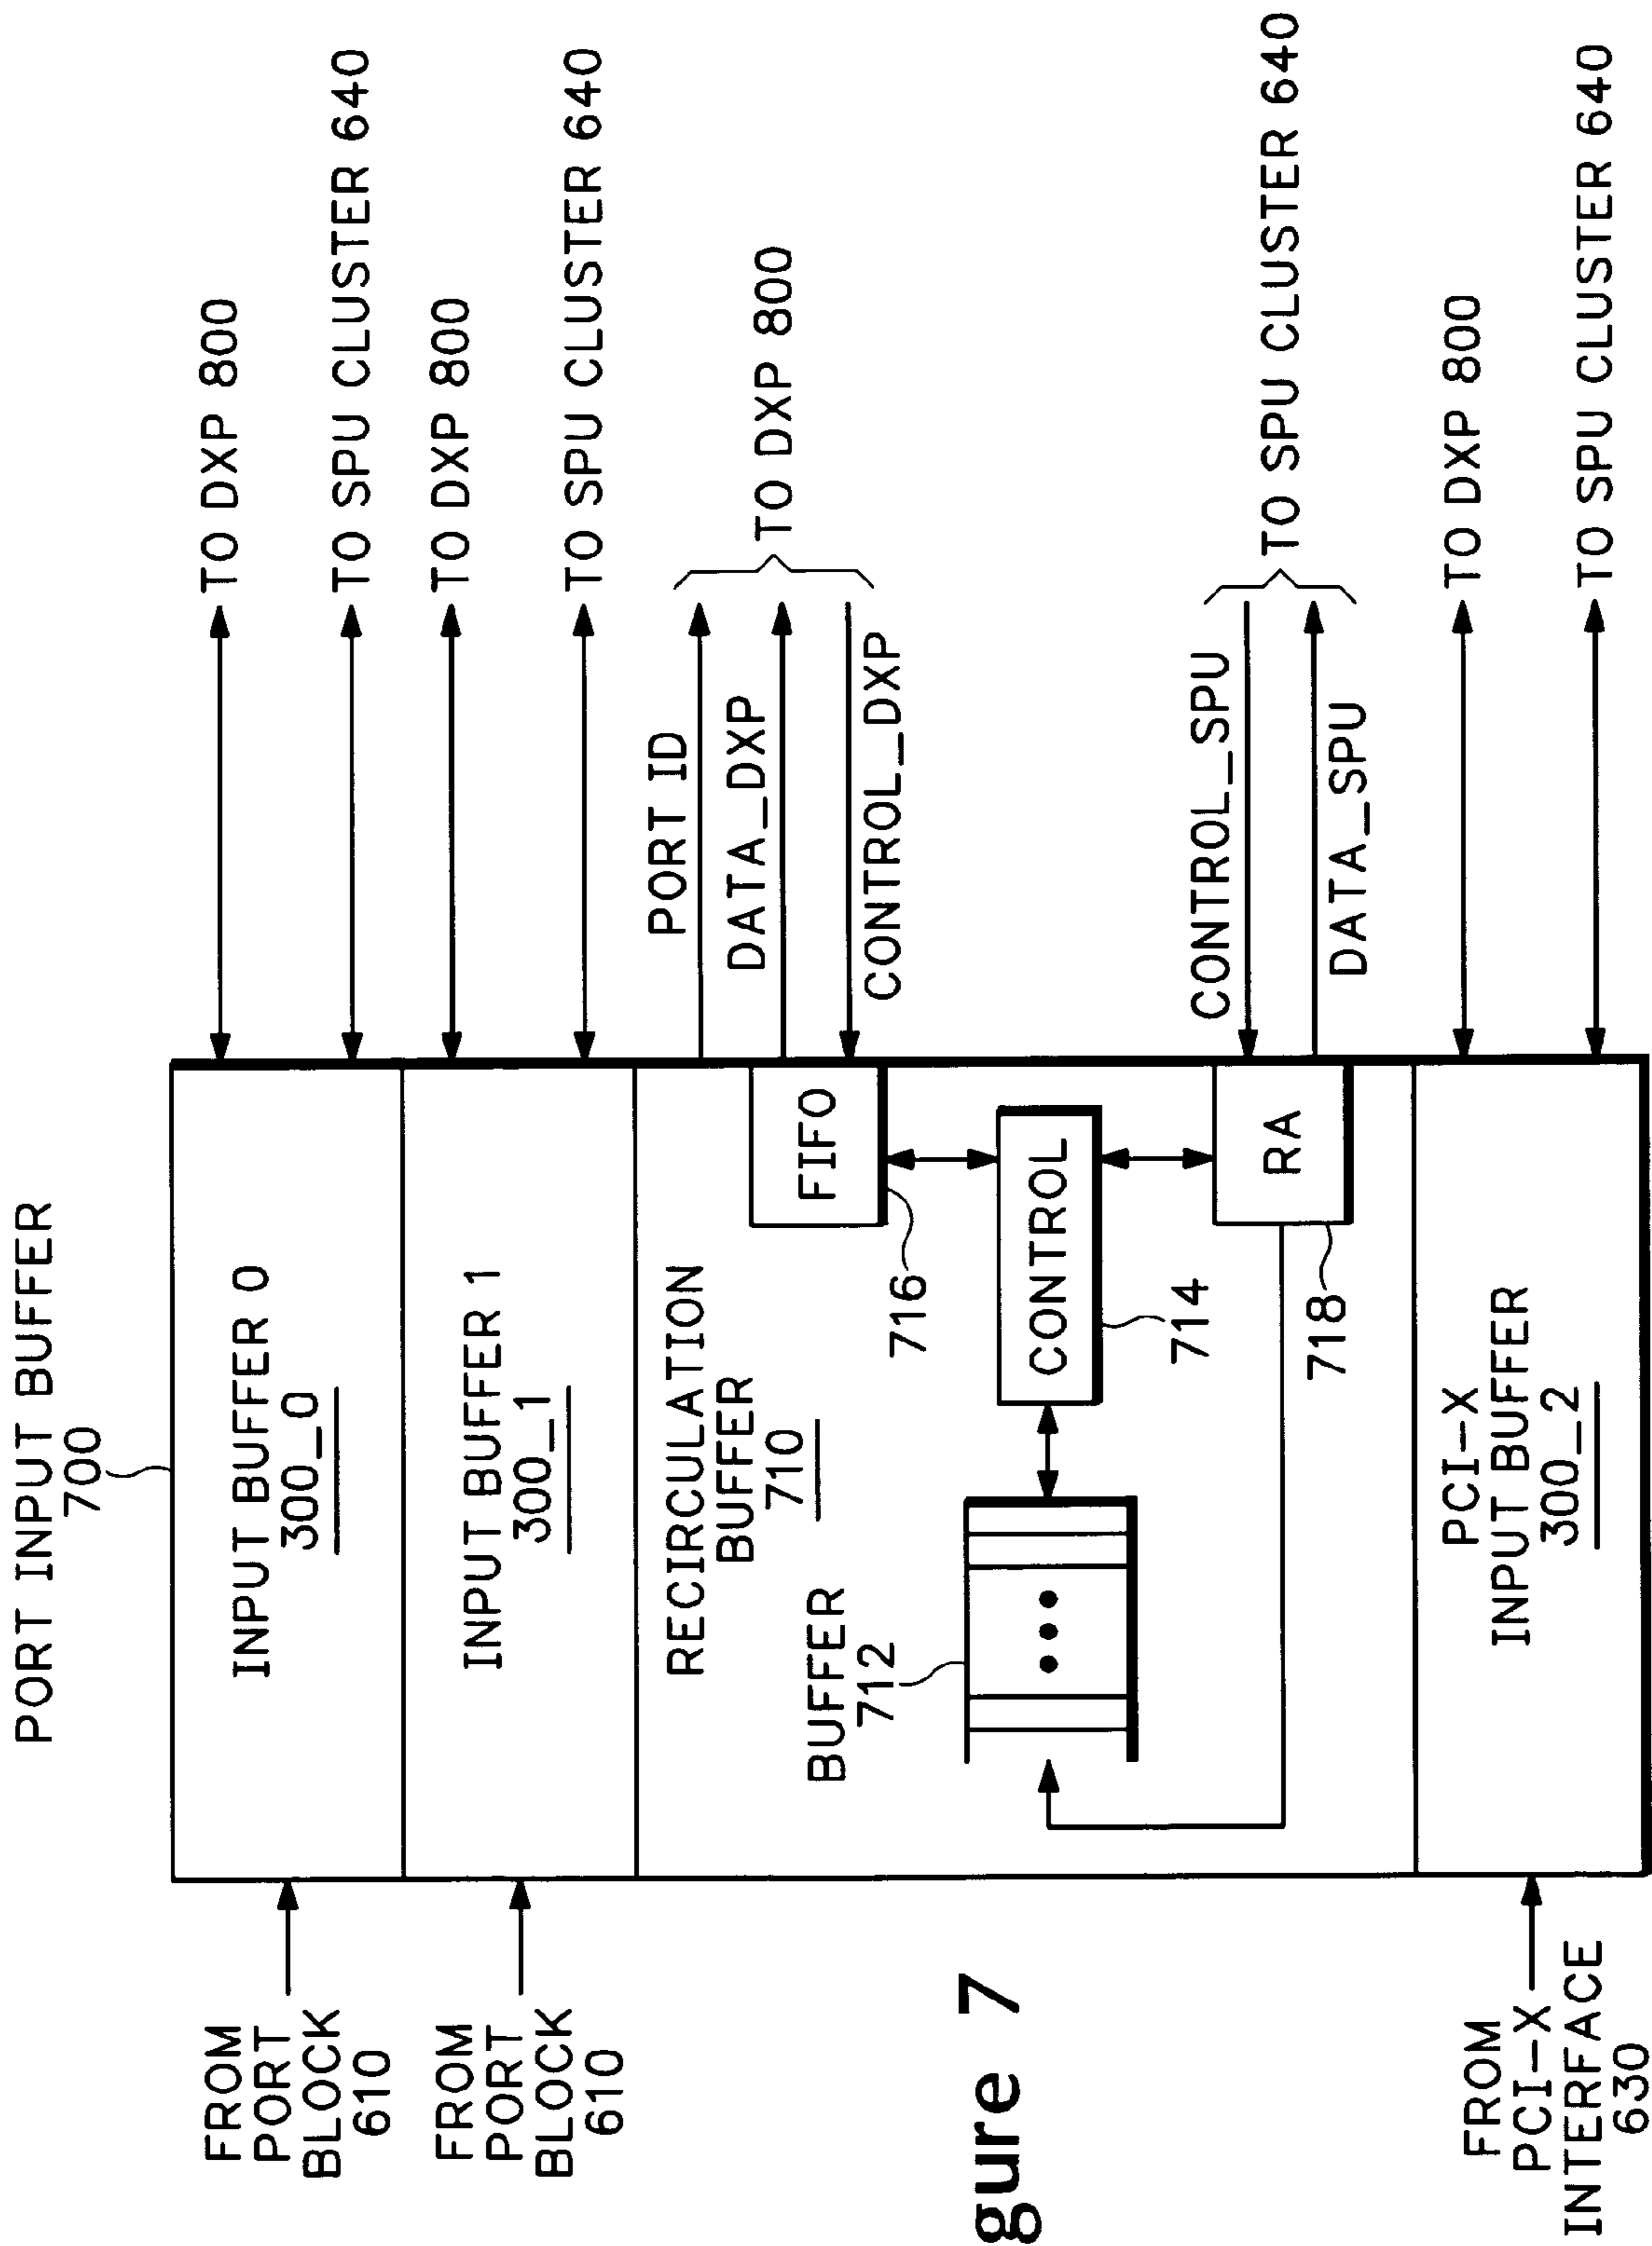 PORT INPUT BUFFER
700
FROM
PORT
BLOCK
610
INPUT BUFFER 0
300_0
TO DXP 800
TO SPU CLUSTER 640
FROM
PORT
BLOCK
610
INPUT BUFFER 1
300_1
TO DXP 800
TO SPU CLUSTER 640
RECIRCULATION
BUFFER
710
PORT ID
DATA_DXP
CONTROL_DXP
TO DXP 800
FIFO
716
BUFFER
712
CONTROL
714
RA
718
CONTROL_SPU
DATA_SPU
TO SPU CLUSTER 640
FROM
PCI-X
INTERFACE
630
PCI-X
INPUT BUFFER
300_2
TO DXP 800
TO SPU CLUSTER 640
gure 7